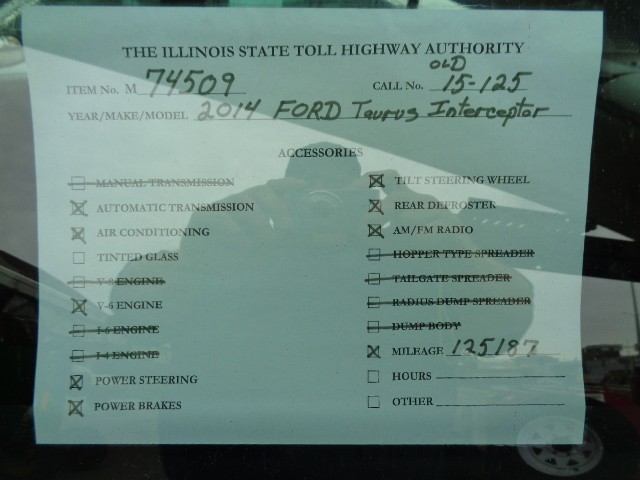 THE ILLINOIS STATE TOLL HIGHWAY AUTHORITY
OLD
ITEM No. M 74509 CALL No. 15-125
YEAR/MAKE/MODEL 2014 FORD Taurus Interceptor
ACCESSORIES
MANUAL TRANSMISSION TILT STEERING WHEEL
AUTOMATIC TRANSMISSION REAR DEFROSTER
AIR CONDITIONING AM/FM RADIO
TINTED GLASS HOPPER TYPE SPREADER
V-8 ENGINE TAILGATE SPREADER
V-6 ENGINE RADIUS DUMP SPREADER
I-6 ENGINE DUMP BODY
I-4 ENGINE MILEAGE 125187
POWER STEERING HOURS
POWER BRAKES OTHER